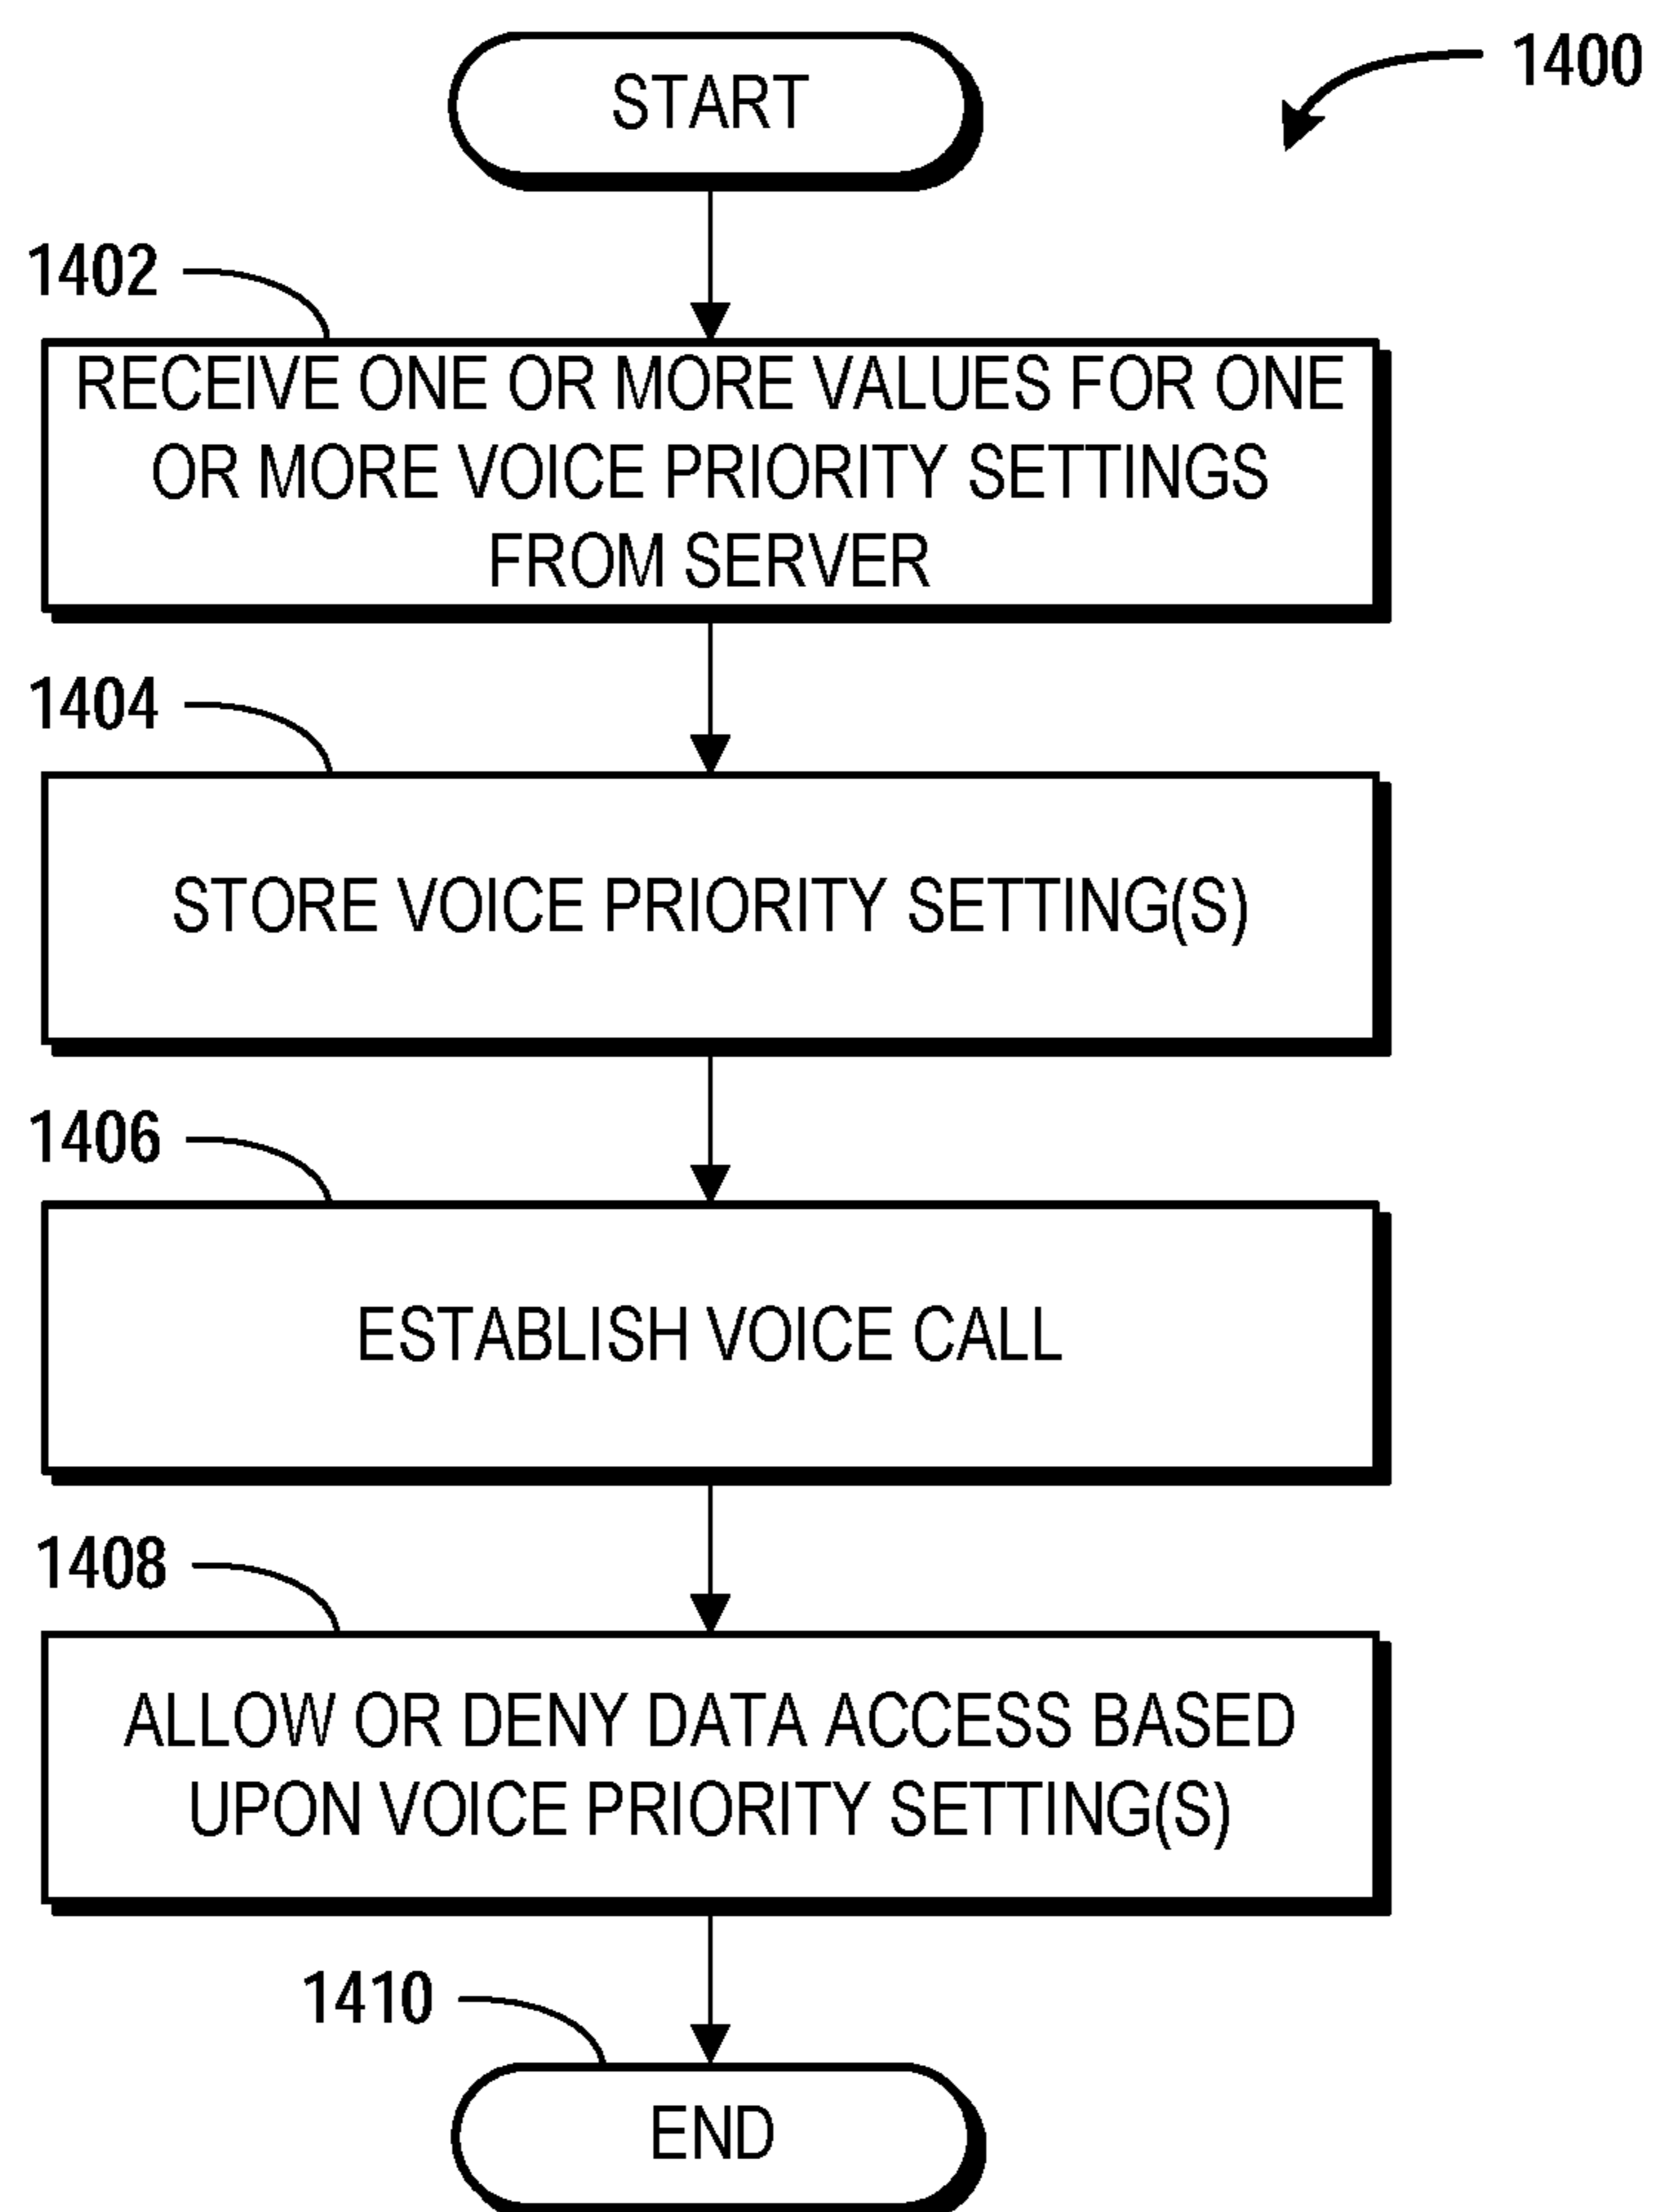 START
1400
1402
RECEIVE ONE OR MORE VALUES FOR ONE
OR MORE VOICE PRIORITY SETTINGS
FROM SERVER
1404
STORE VOICE PRIORITY SETTING(S)
1406
ESTABLISH VOICE CALL
1408
ALLOW OR DENY DATA ACCESS BASED
UPON VOICE PRIORITY SETTING(S)
1410
END